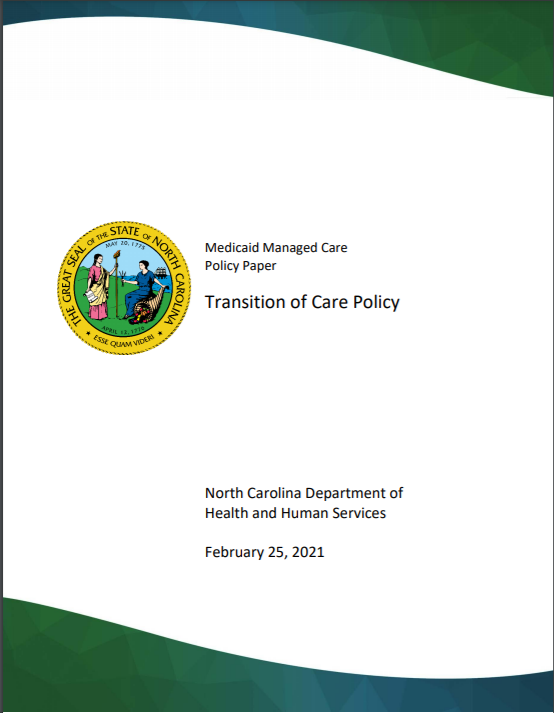 THE GREAT SEAL OF THE STATE OF NORTH CAROLINA
MAY 20, 1775
APRIL 12, 1776
ESSE QUAM VIDERI
Medicaid Managed Care
Policy Paper
Transition of Care Policy
North Carolina Department of
Health and Human Services
February 25, 2021